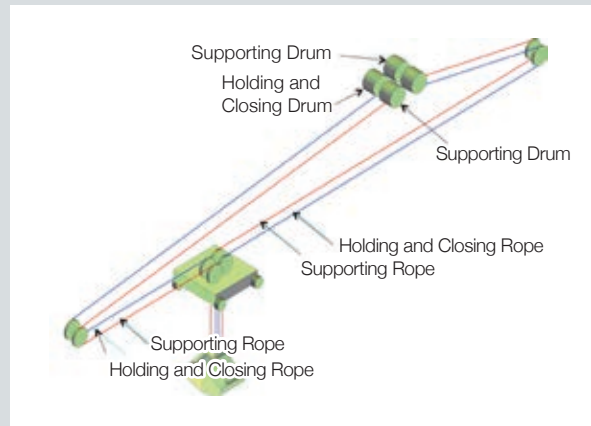 Supporting Drum
Holding and
Closing Drum
Supporting Drum
Holding and Closing Rope
Supporting Rope
Supporting Rope
Holding and Closing Rope